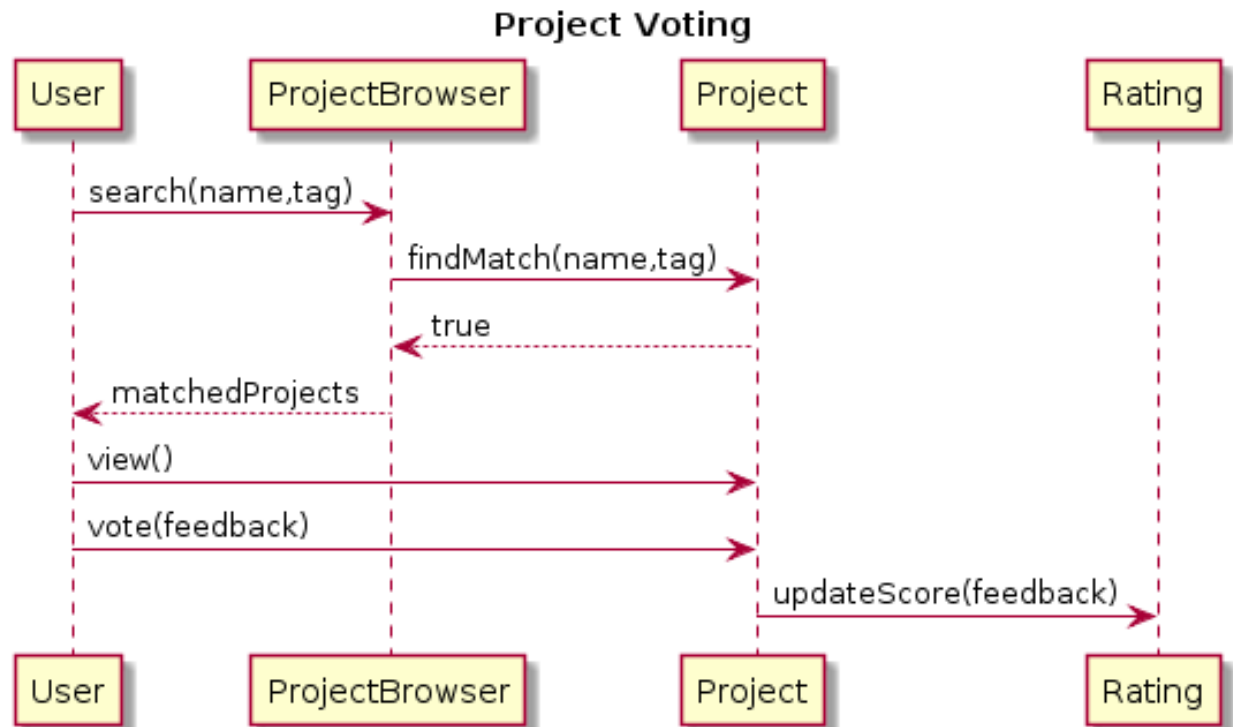 Project Voting
User ProjectBrowser Project Rating
search(name,tag)
findMatch(name,tag)
true
matchedProjects
view()
vote(feedback)
updateScore(feedback)
User ProjectBrowser Project Rating